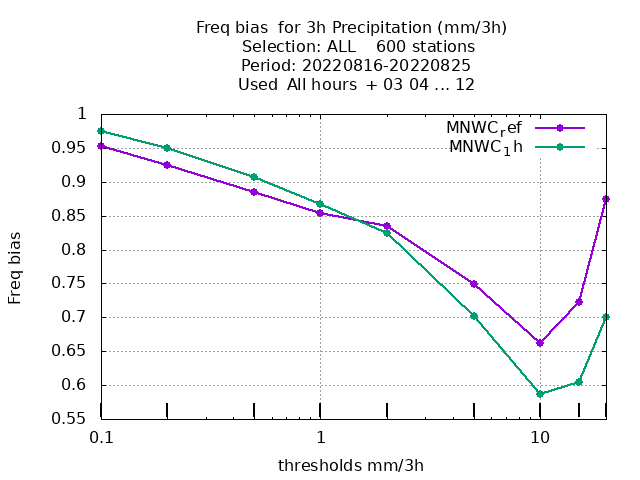 Freq bias  for 3h Precipitation (mm/3h)
Selection: ALL    600 stations
Period: 20220816-20220825
Used  All hours  + 03 04 ... 12
MNWC_ref
MNWC_1h
1
0.95
0.9
0.85
0.8
0.75
0.7
0.65
0.6
0.55
Freq bias
0.1
1
10
thresholds mm/3h